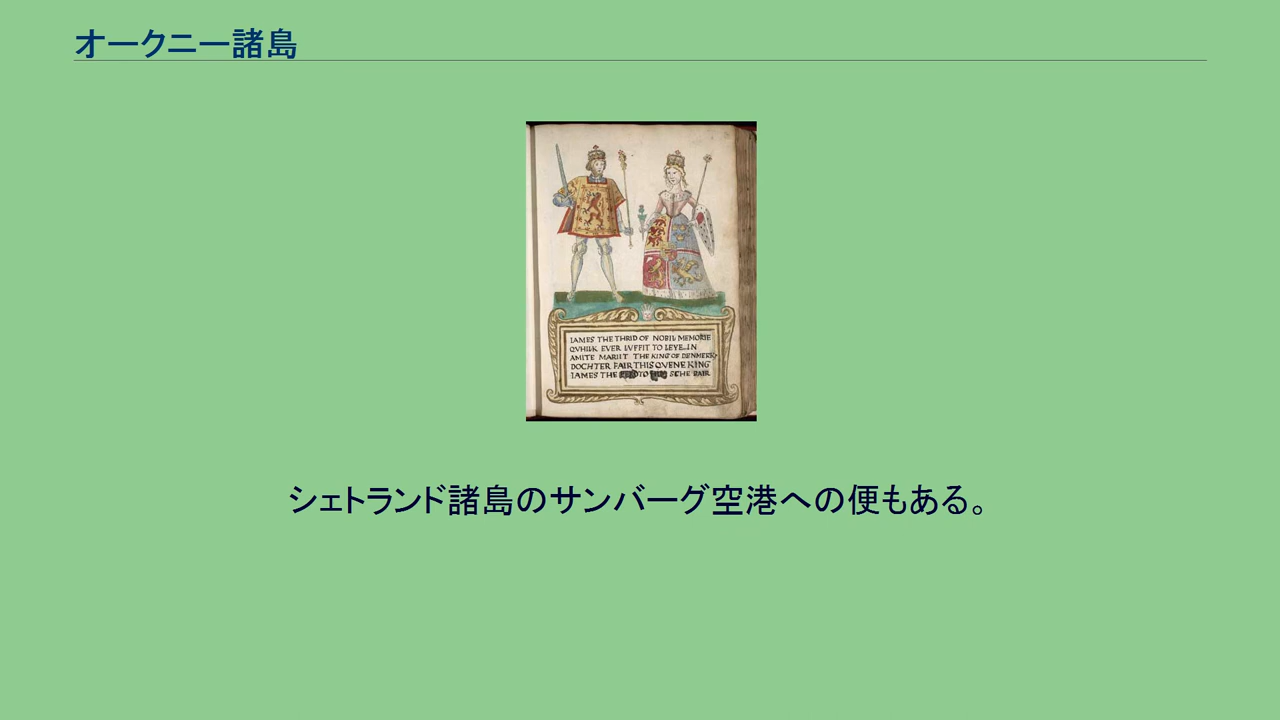 オークニー諸島
IAMES THE THRID OF NOBIL MEMORIE
QVHILK EVER LVFFIT TO LEVE IN
AMITE MARIIT THE KING OF DENMERK
DOCHTER FAIR THIS QVENE KING
IAMES THE TO SCHE BAIR
シェトランド諸島のサンバーグ空港への便もある。